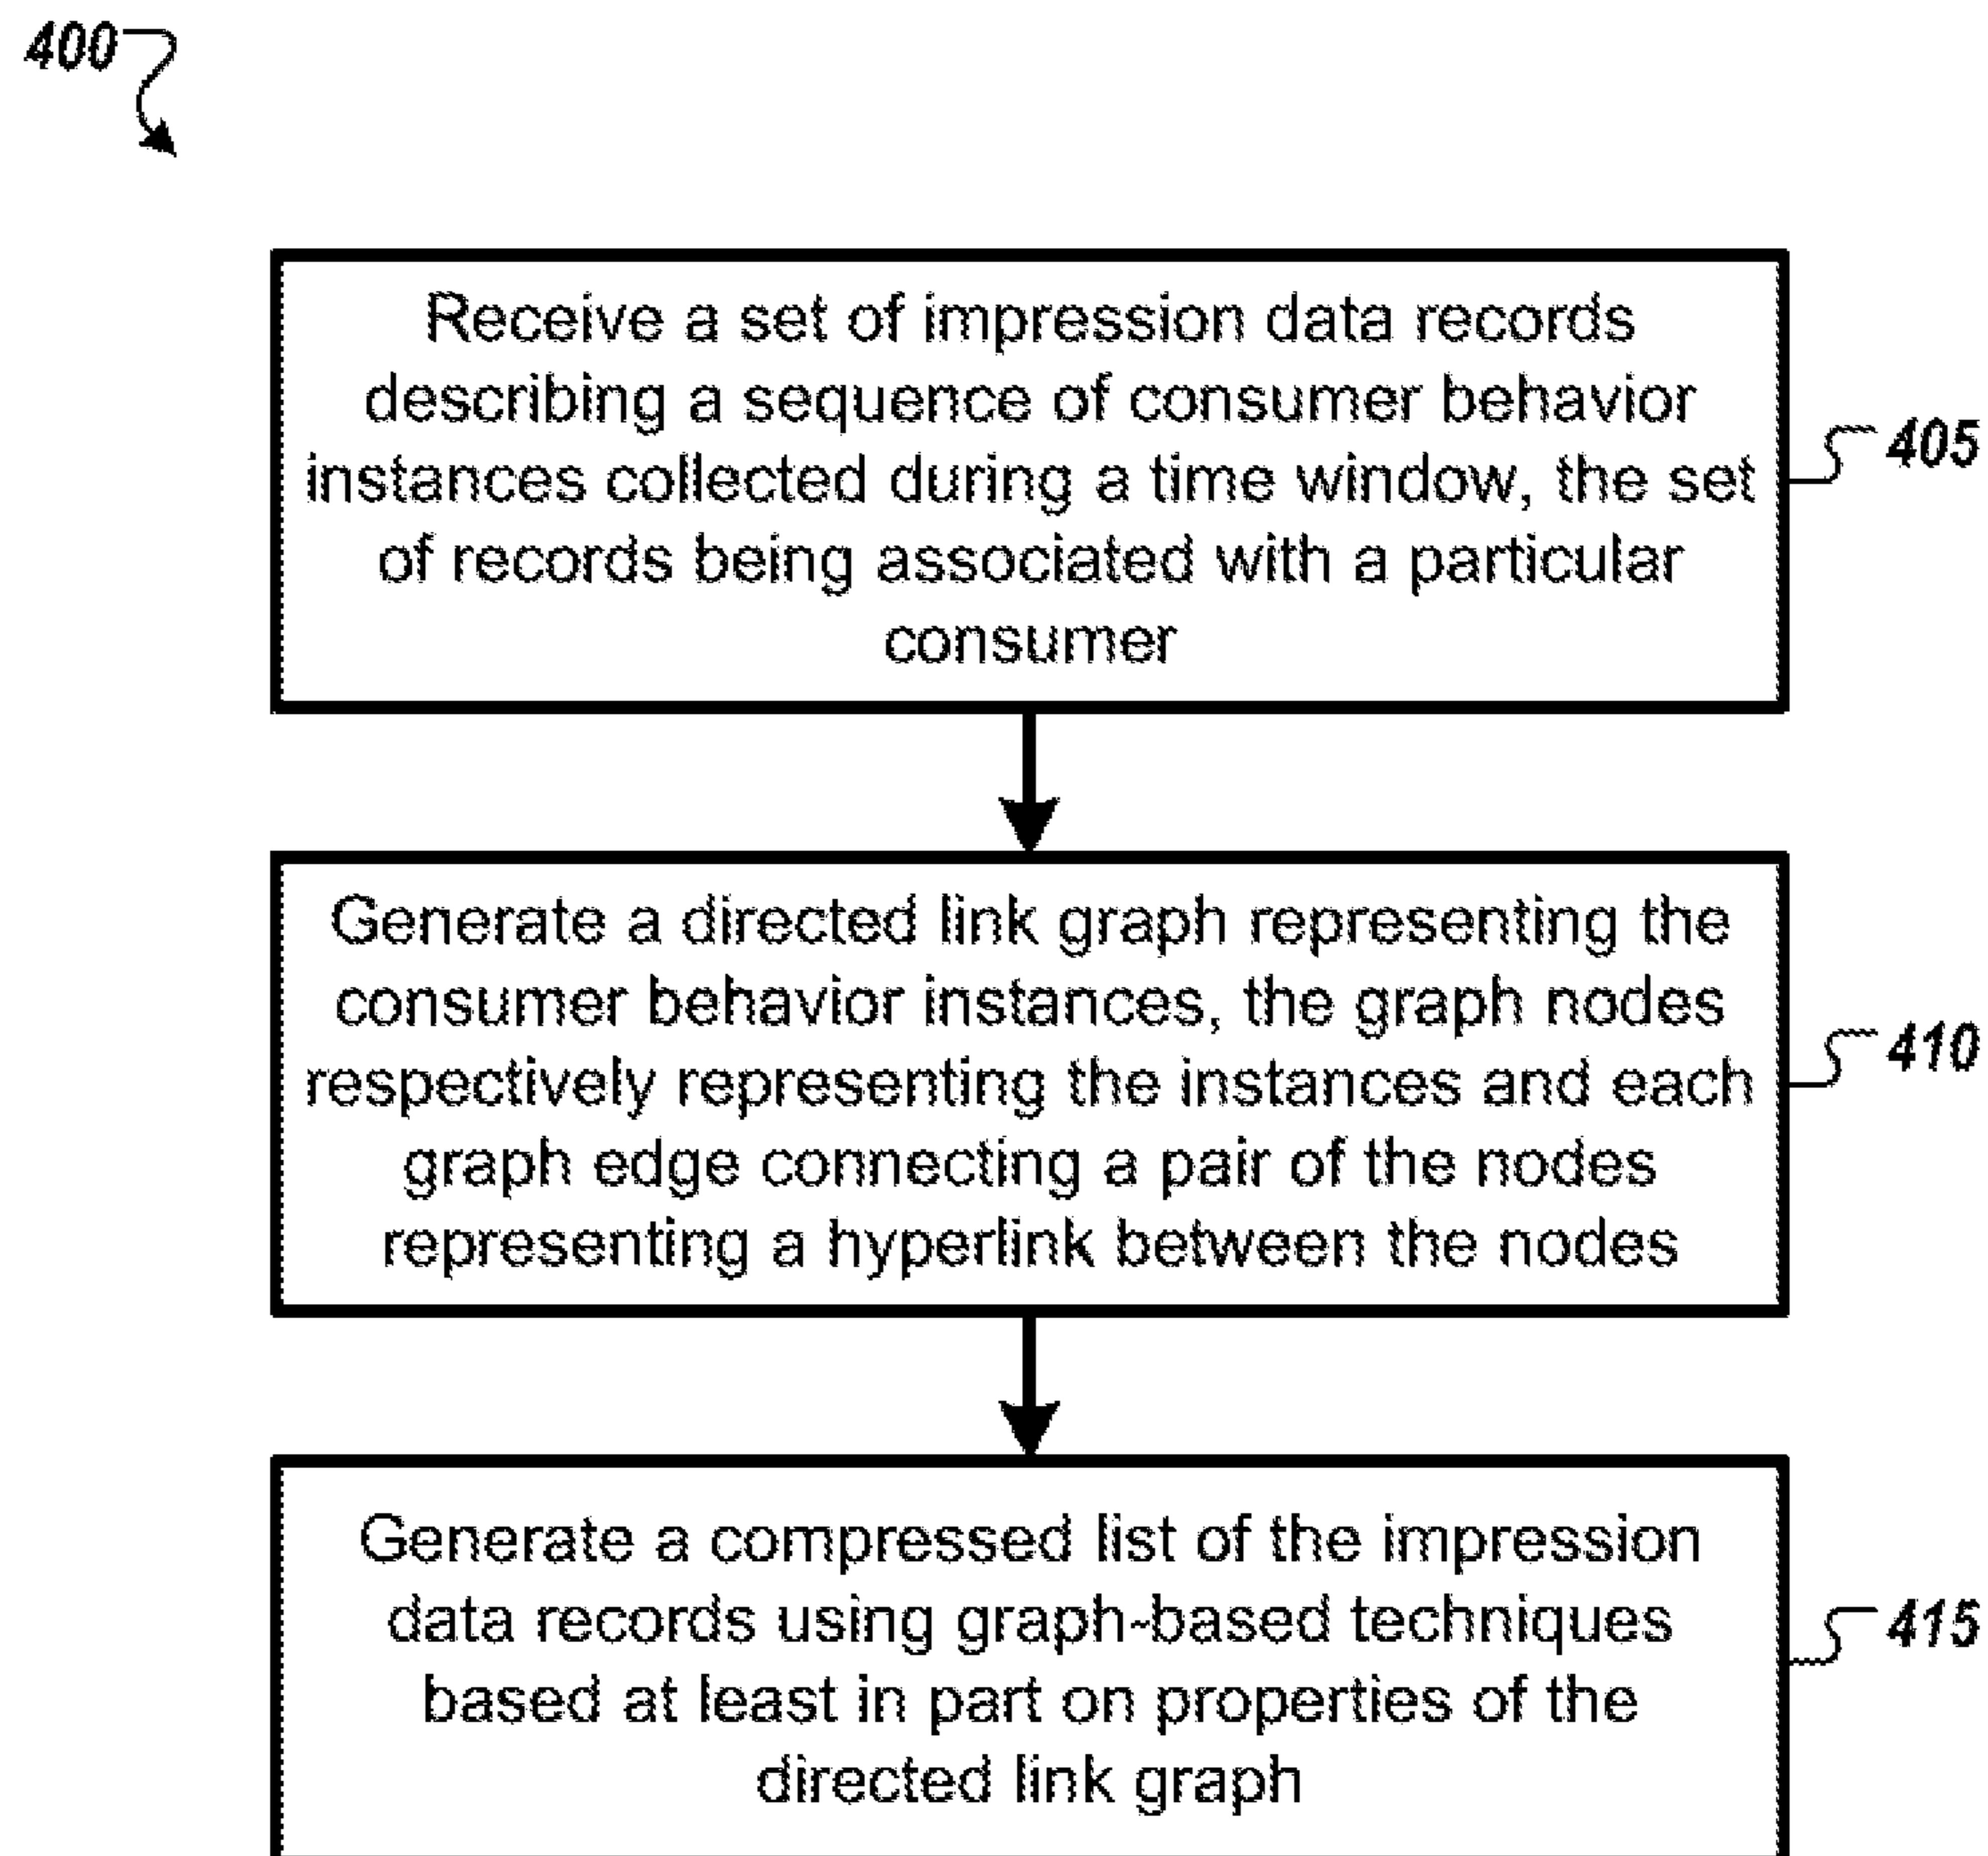 400
Receive a set of impression data records
describing a sequence of consumer behavior
instances collected during a time window, the set
of records being associated with a particular
consumer
405
Generate a directed link graph representing the
consumer behavior instances, the graph nodes
respectively representing the instances and each
graph edge connecting a pair of the nodes
representing a hyperlink between the nodes
410
Generate a compressed list of the impression
data records using graph-based techniques
based at least in part on properties of the
directed link graph
415